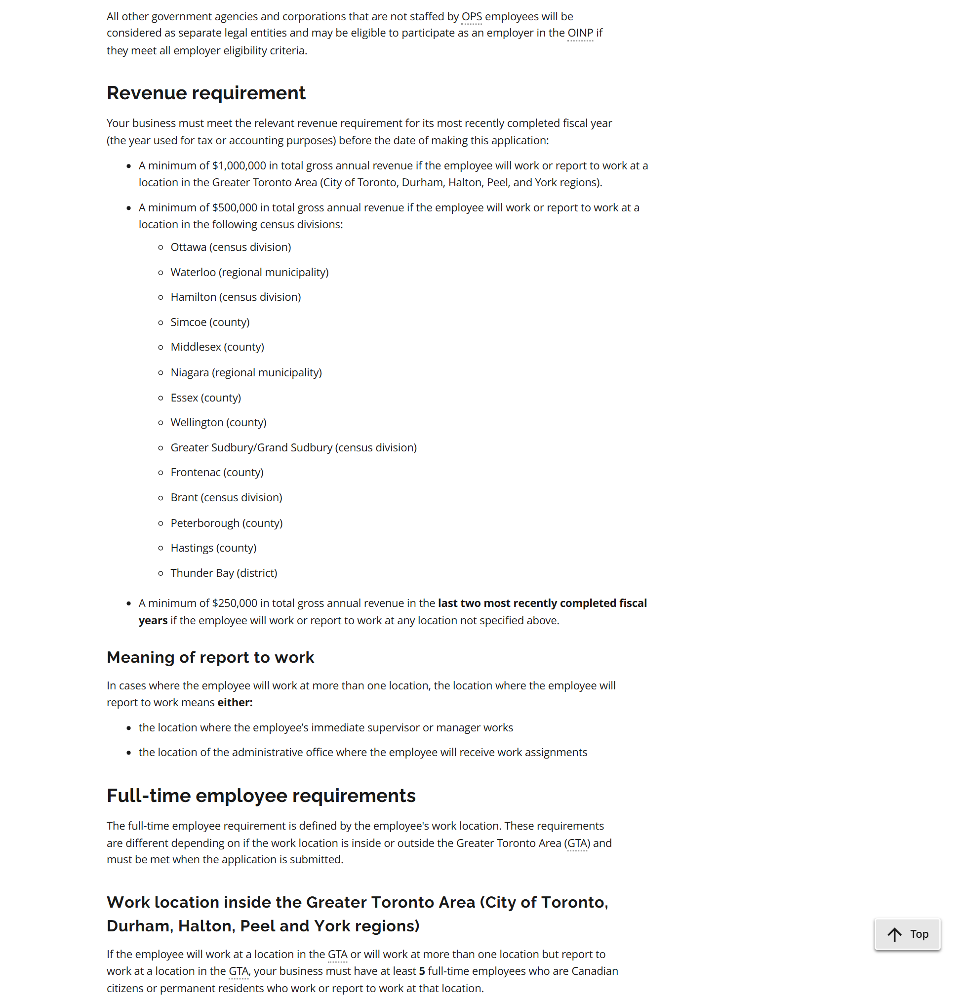 All other government agencies and corporations that are not staffed by OPS employees will be
considered as separate legal entities and may be eligible to participate as an employer in the OINP if
they meet all employer eligibility criteria.
Revenue requirement
Your business must meet the relevant revenue requirement for its most recently completed fiscal year
(the year used for tax or accounting purposes) before the date of making this application:
• A minimum of $1,000,000 in total gross annual revenue if the employee will work or report to work at a
location in the Greater Toronto Area (City of Toronto, Durham, Halton, Peel, and York regions).
• A minimum of $500,000 in total gross annual revenue if the employee will work or report to work at a
location in the following census divisions:
◦ Ottawa (census division)
◦ Waterloo (regional municipality)
◦ Hamilton (census division)
◦ Simcoe (county)
◦ Middlesex (county)
◦ Niagara (regional municipality)
◦ Essex (county)
◦ Wellington (county)
◦ Greater Sudbury/Grand Sudbury (census division)
◦ Frontenac (county)
◦ Brant (census division)
◦ Peterborough (county)
◦ Hastings (county)
◦ Thunder Bay (district)
• A minimum of $250,000 in total gross annual revenue in the last two most recently completed fiscal
years if the employee will work or report to work at any location not specified above.
Meaning of report to work
In cases where the employee will work at more than one location, the location where the employee will
report to work means either:
• the location where the employee’s immediate supervisor or manager works
• the location of the administrative office where the employee will receive work assignments
Full-time employee requirements
The full-time employee requirement is defined by the employee's work location. These requirements
are different depending on if the work location is inside or outside the Greater Toronto Area (GTA) and
must be met when the application is submitted.
Work location inside the Greater Toronto Area (City of Toronto,
Durham, Halton, Peel and York regions)
Top
If the employee will work at a location in the GTA or will work at more than one location but report to
work at a location in the GTA, your business must have at least 5 full-time employees who are Canadian
citizens or permanent residents who work or report to work at that location.